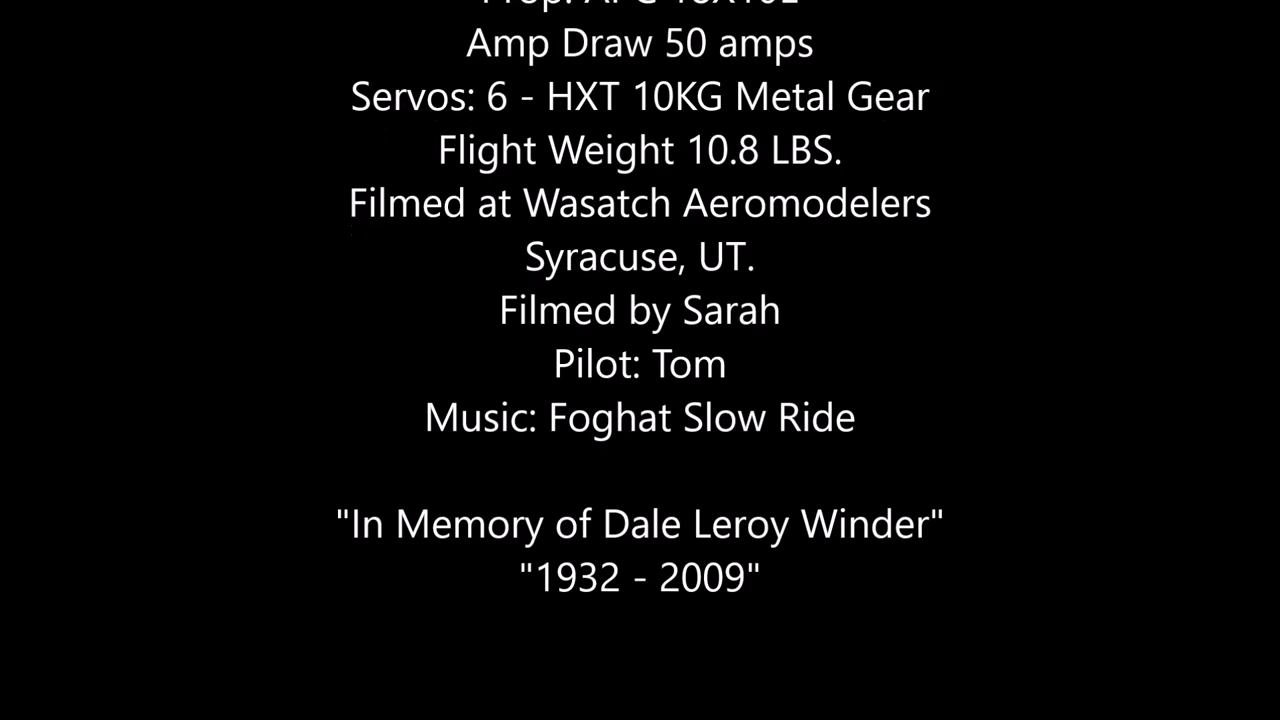 Amp Draw 50 amps
Servos: 6 - HXT 10KG Metal Gear
Flight Weight 10.8 LBS.
Filmed at Wasatch Aeromodelers
Syracuse, UT.
Filmed by Sarah
Pilot: Tom
Music: Foghat Slow Ride
"In Memory of Dale Leroy Winder"
"1932 - 2009"